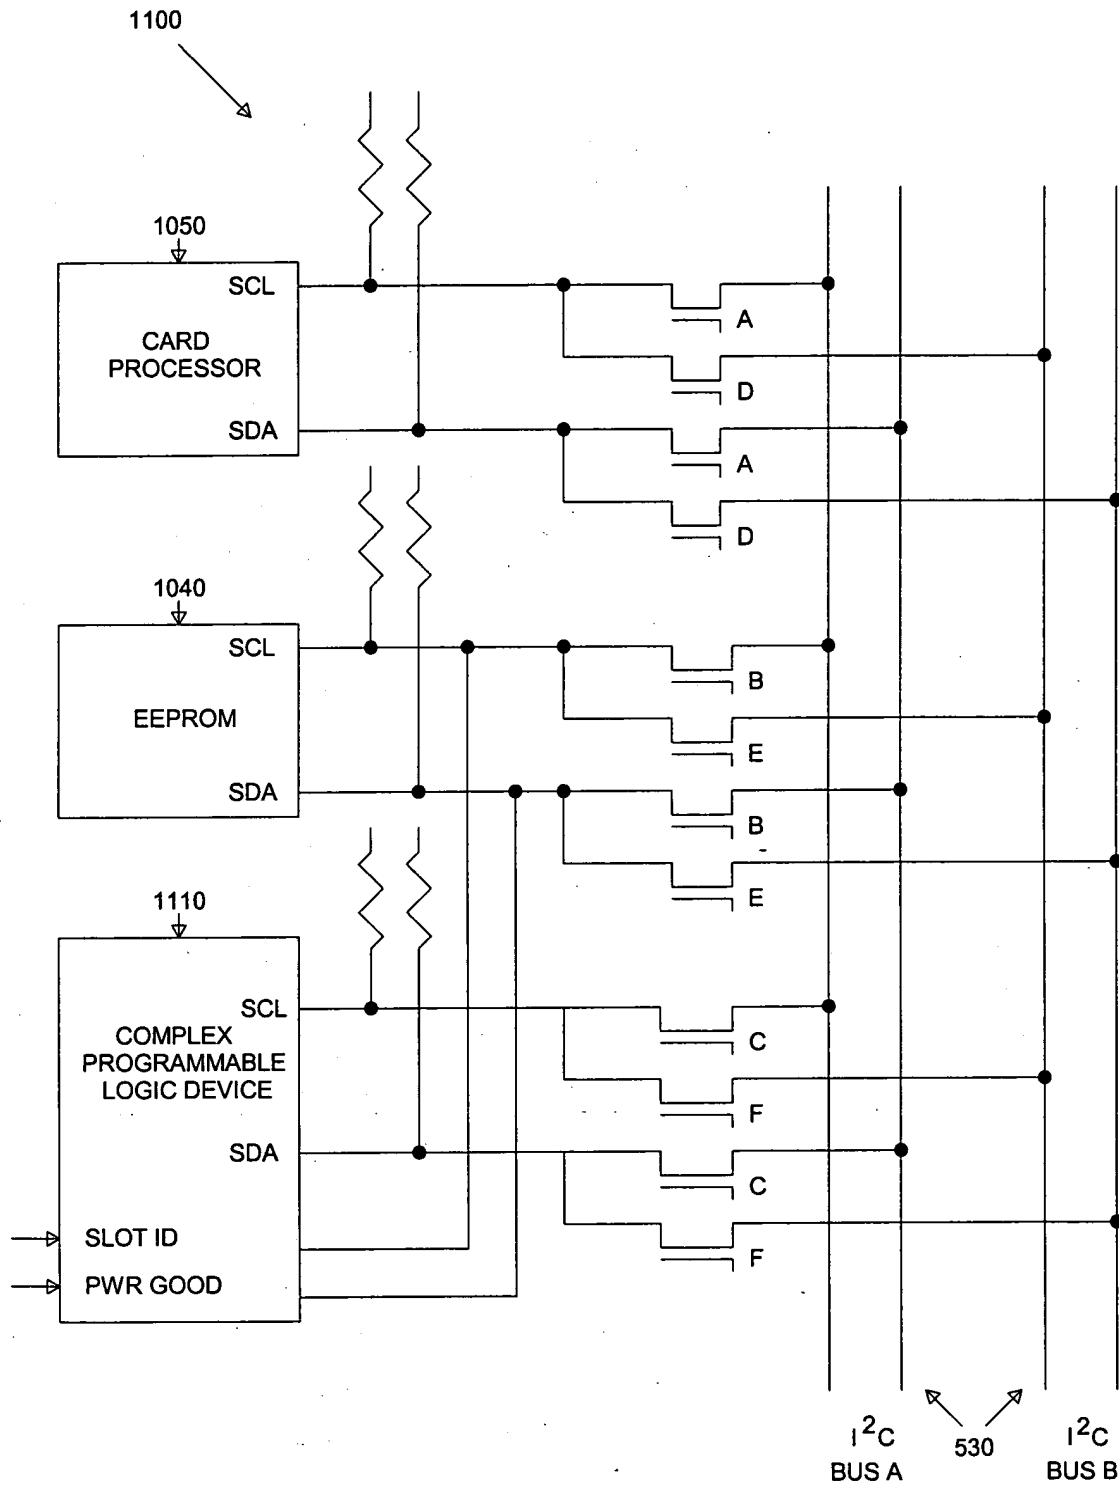 1100
1050
SCL
CARD
PROCESSOR
SDA
A
D
A
D
1040
SCL
EEPROM
SDA
B
E
B
E
1110
SCL
COMPLEX
PROGRAMMABLE
LOGIC DEVICE
SDA
SLOT ID
PWR GOOD
C
F
C
F
I²C
BUS A
530
I²C
BUS B